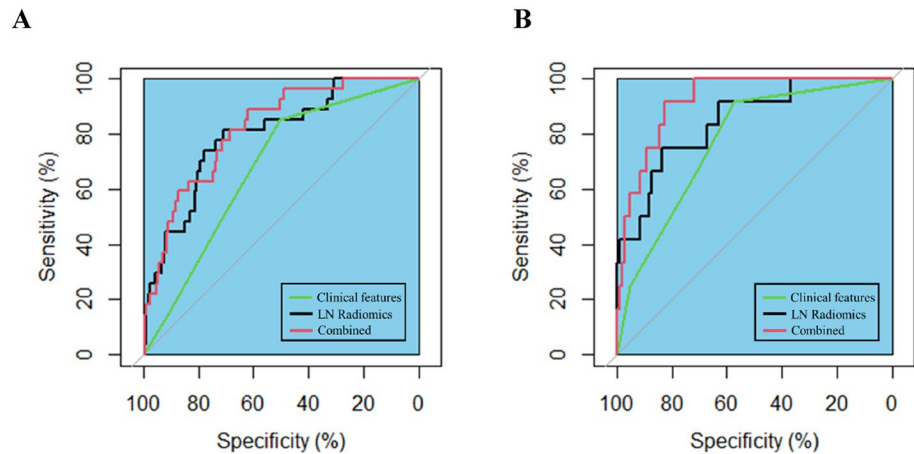 A
B
100
80
60
40
20
0
Sensitivity (%)
Clinical features
LN Radiomics
Combined
100 80 60 40 20 0
Specificity (%)
100
80
60
40
20
0
Sensitivity (%)
Clinical features
LN Radiomics
Combined
100 80 60 40 20 0
Specificity (%)